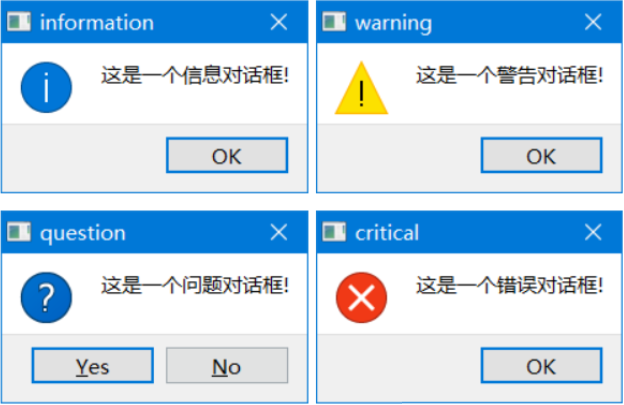 information
这是一个信息对话框!
OK
warning
这是一个警告对话框!
OK
question
这是一个问题对话框!
Yes No
critical
这是一个错误对话框!
OK